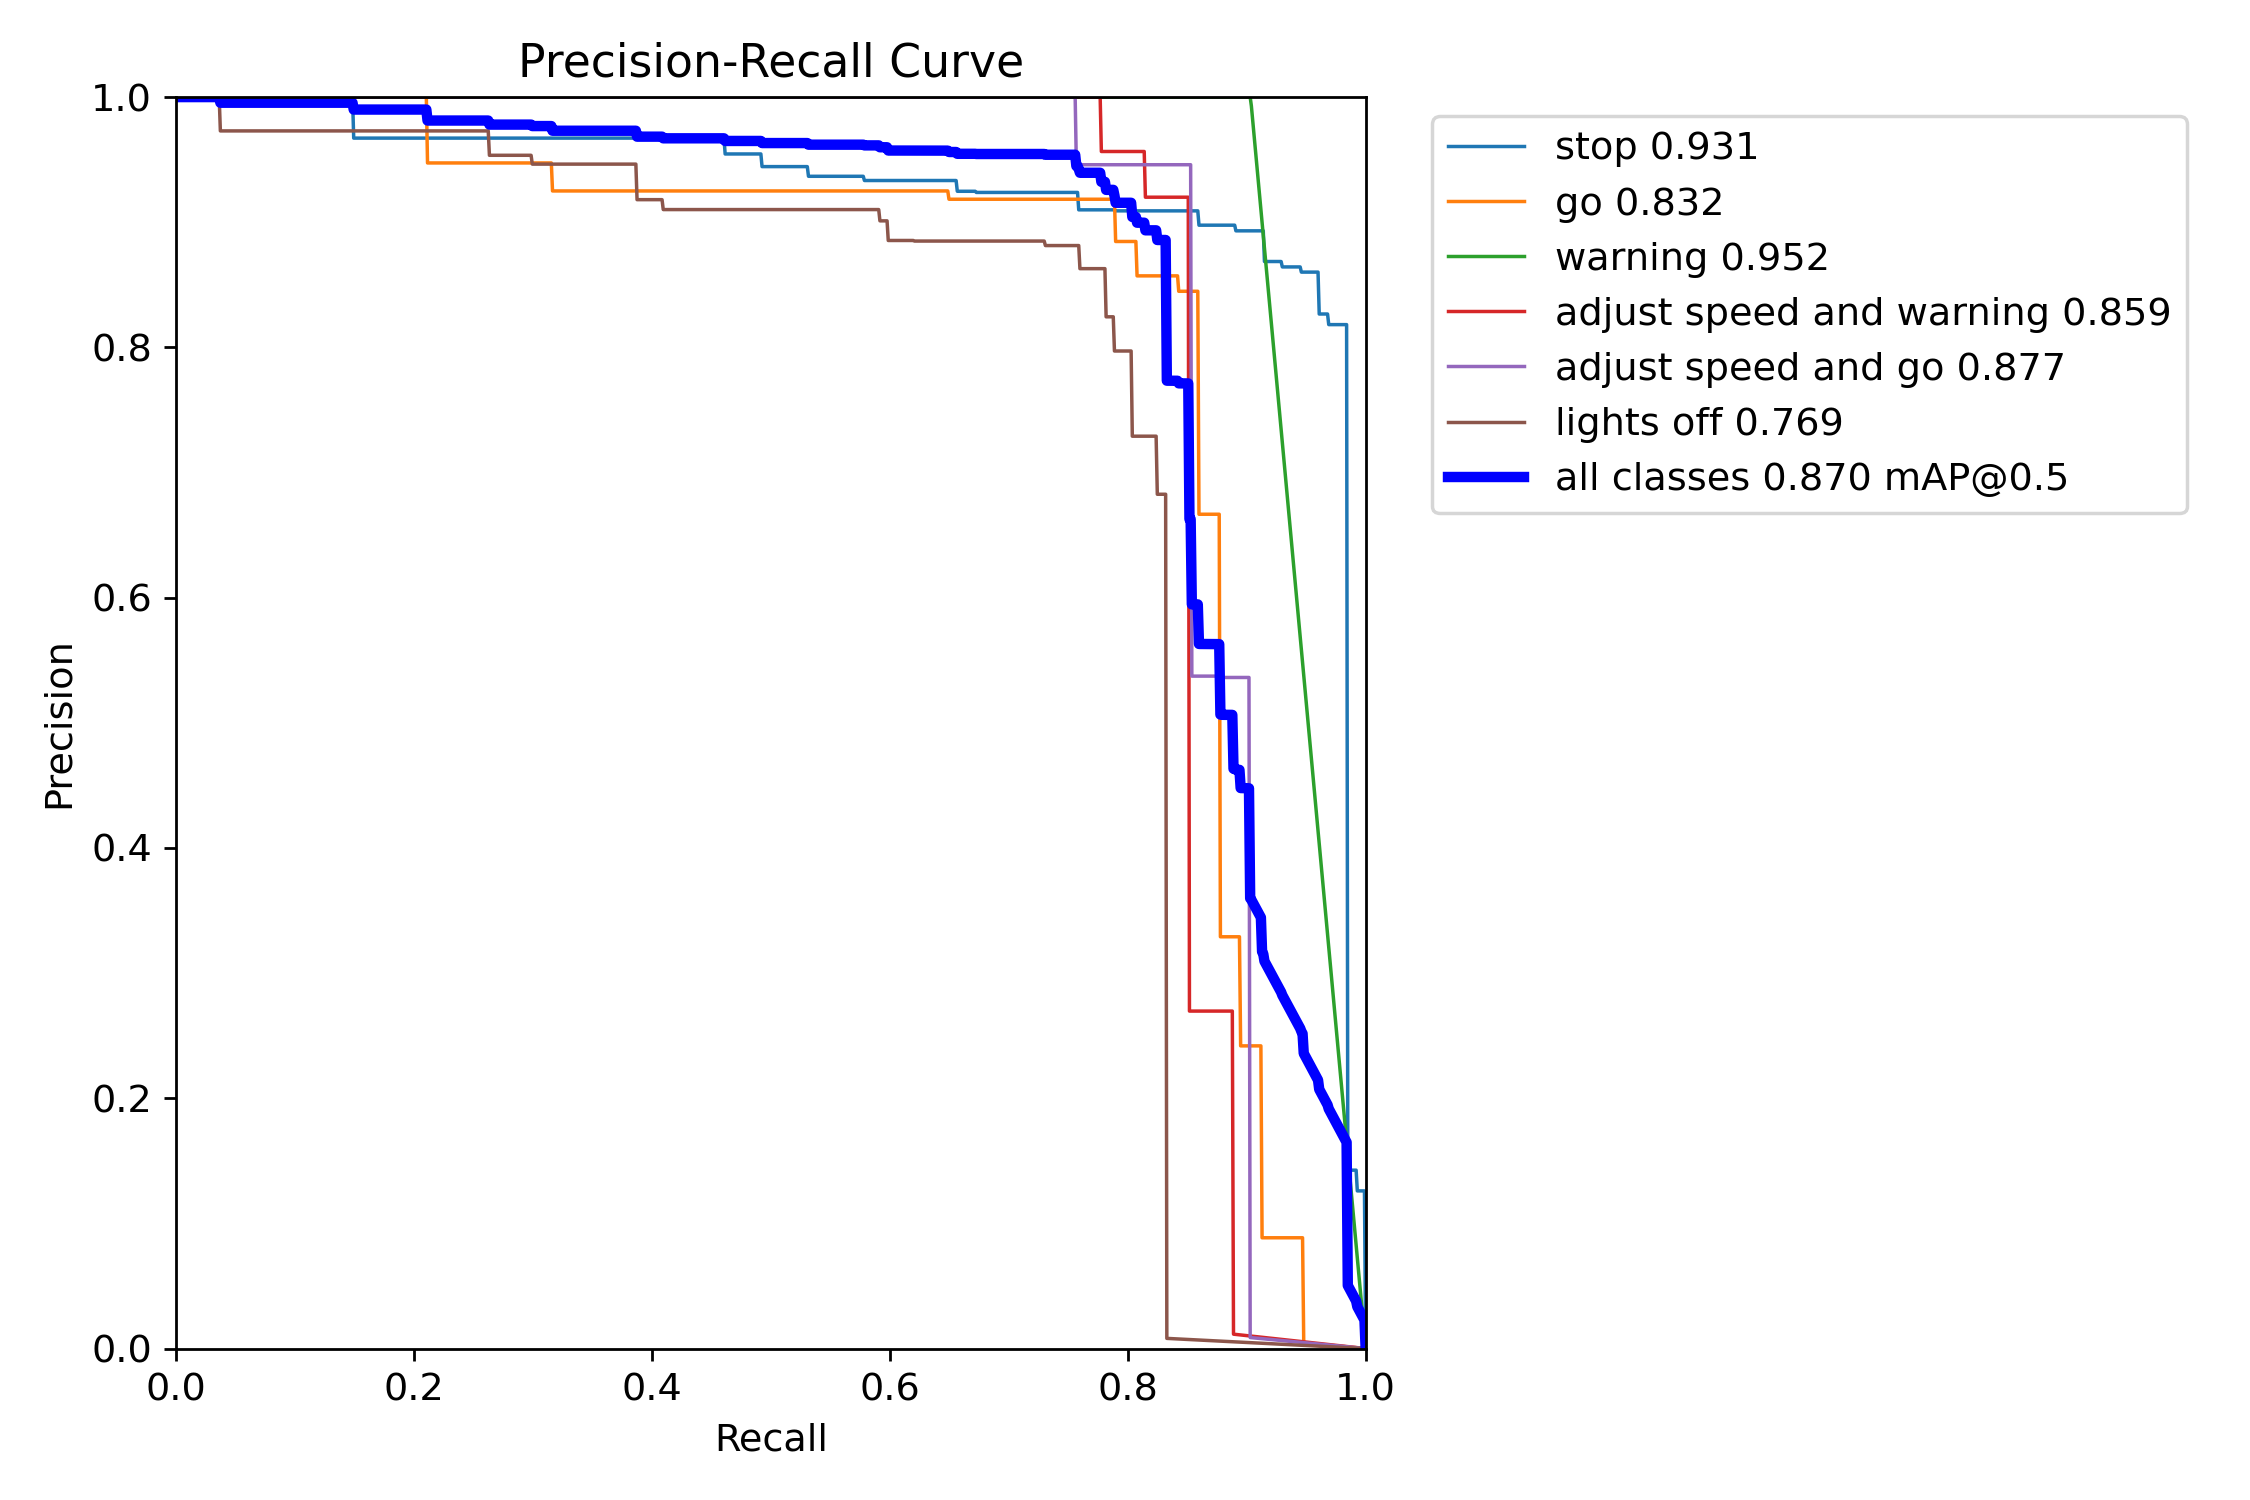 Precision-Recall Curve
1.0
0.8
0.6
0.4
0.2
0.0
Precision
0.0 0.2 0.4 0.6 0.8 1.0
Recall
stop 0.931
go 0.832
warning 0.952
adjust speed and warning 0.859
adjust speed and go 0.877
lights off 0.769
all classes 0.870 mAP@0.5